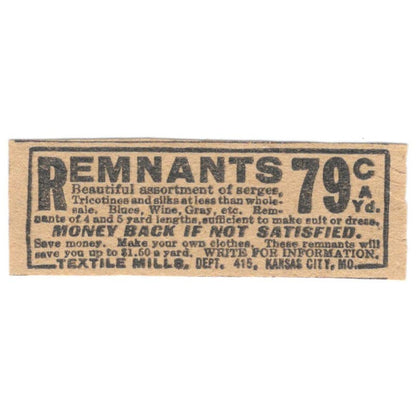 REMNANTS 79C A Yd.
Beautiful assortment of serges,
Tricotines and silks at less than whole-
sale. Blues, Wine, Gray, etc. Rem-
nants of 4 and 5 yard lengths, sufficient to make suit or dress.
MONEY BACK IF NOT SATISFIED.
Save money. Make your own clothes. These remnants will
save you up to $1.50 a yard. WRITE FOR INFORMATION.
TEXTILE MILLS, DEPT. 415, KANSAS CITY, MO.